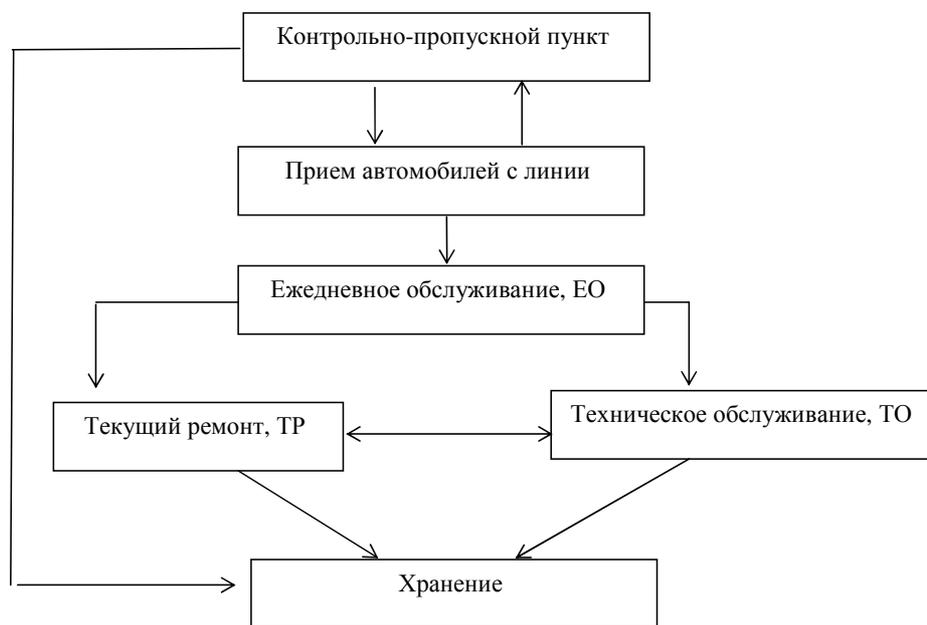 Контрольно-пропускной пункт
Прием автомобилей с линии
Ежедневное обслуживание, ЕО
Текущий ремонт, ТР
Техническое обслуживание, ТО
Хранение